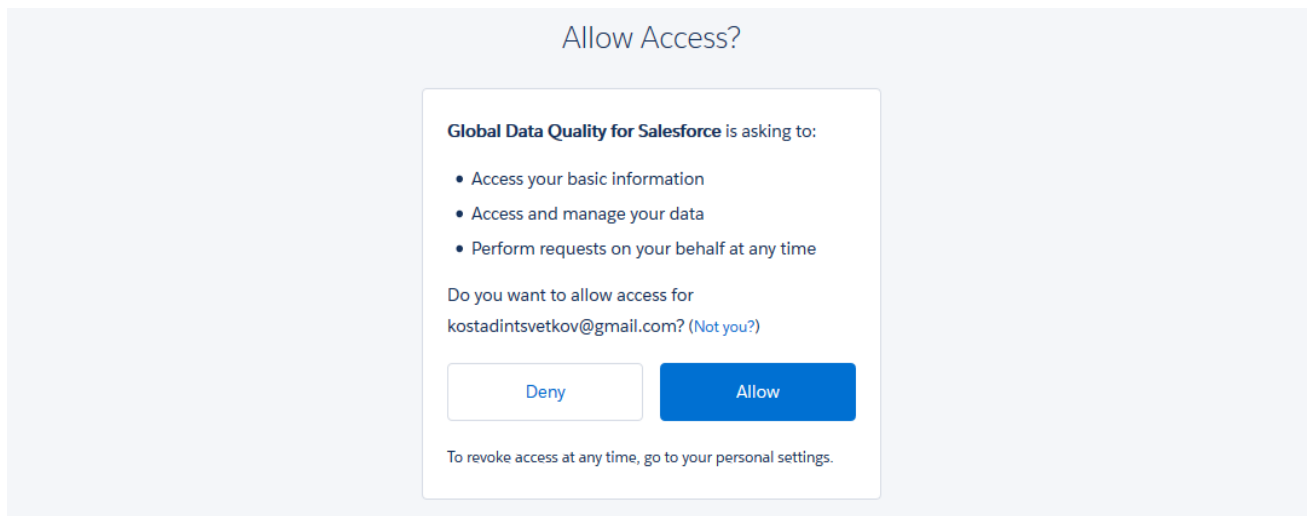 Allow Access?
Global Data Quality for Salesforce is asking to:
• Access your basic information
• Access and manage your data
• Perform requests on your behalf at any time
Do you want to allow access for
kostadintsvetkov@gmail.com? (Not you?)
Deny
Allow
To revoke access at any time, go to your personal settings.